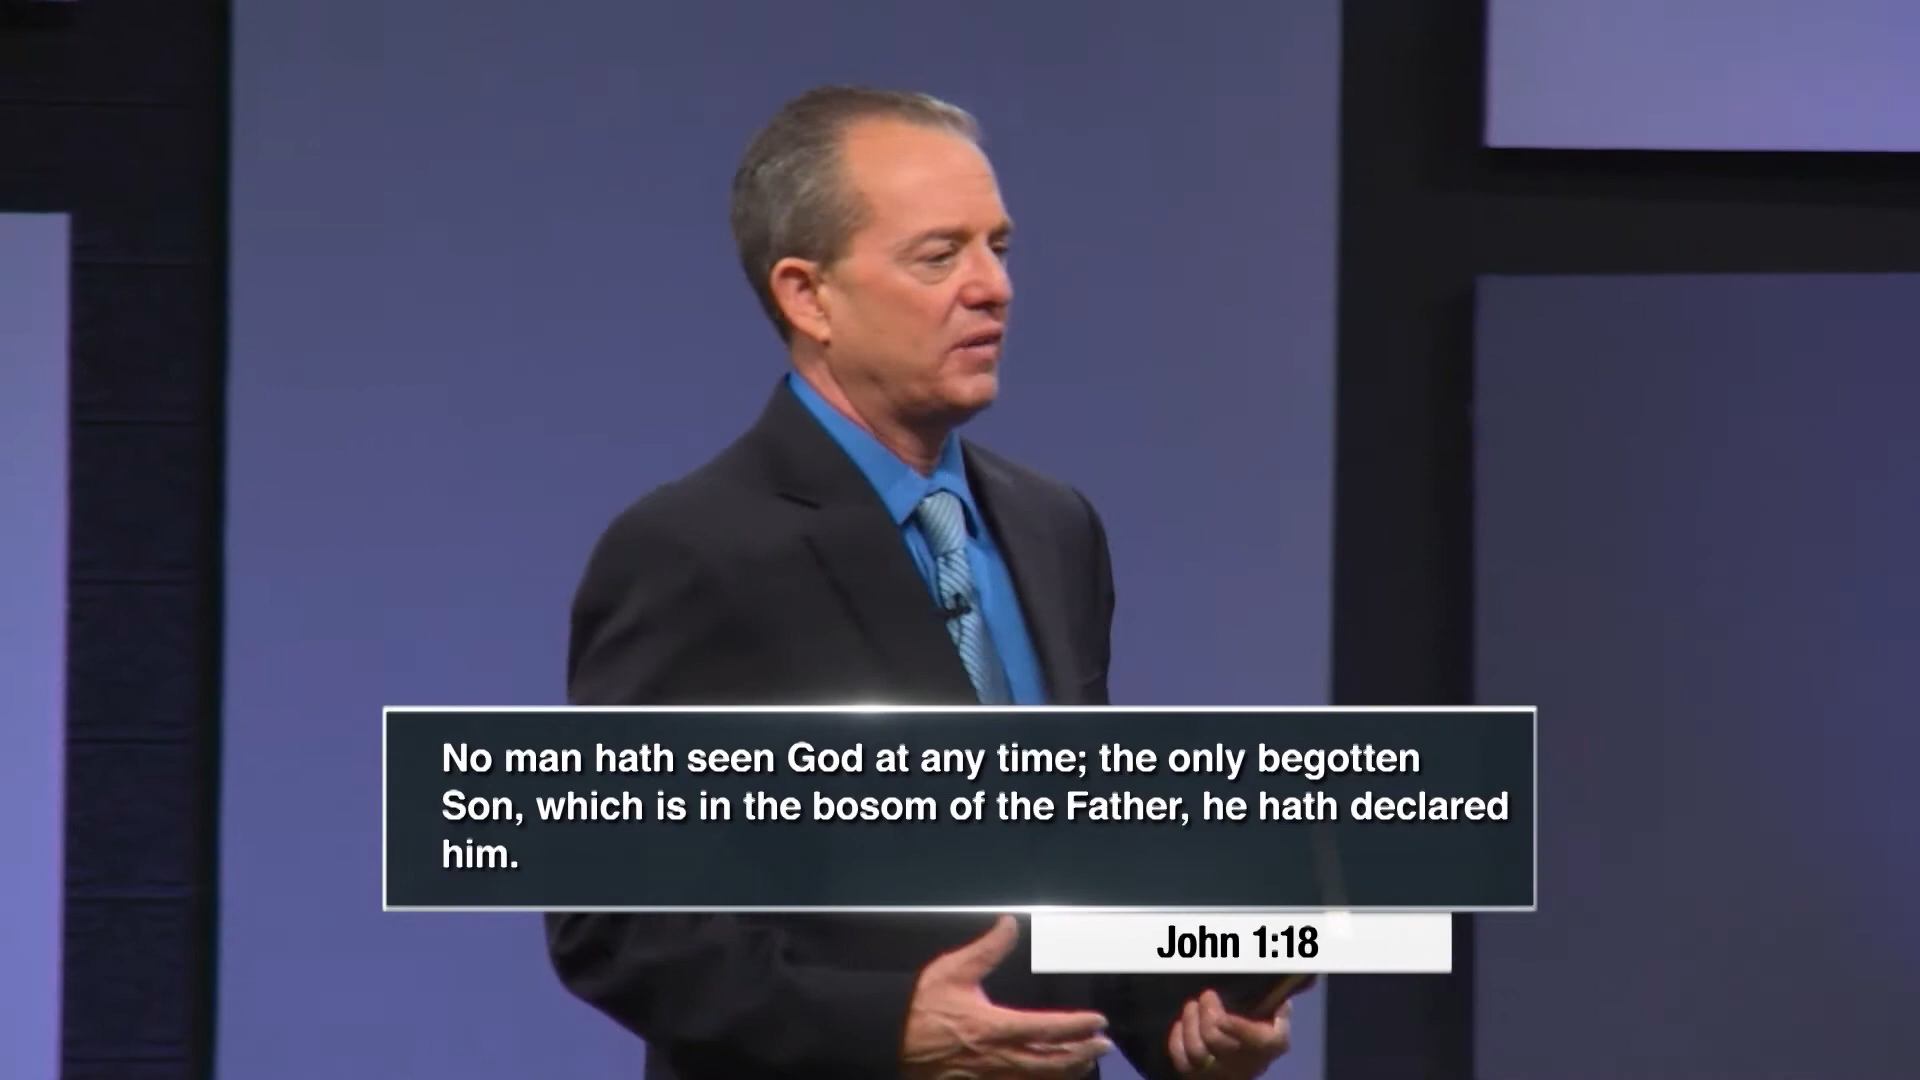 No man hath seen God at any time; the only begotten
Son, which is in the bosom of the Father, he hath declared
him.
John 1:18